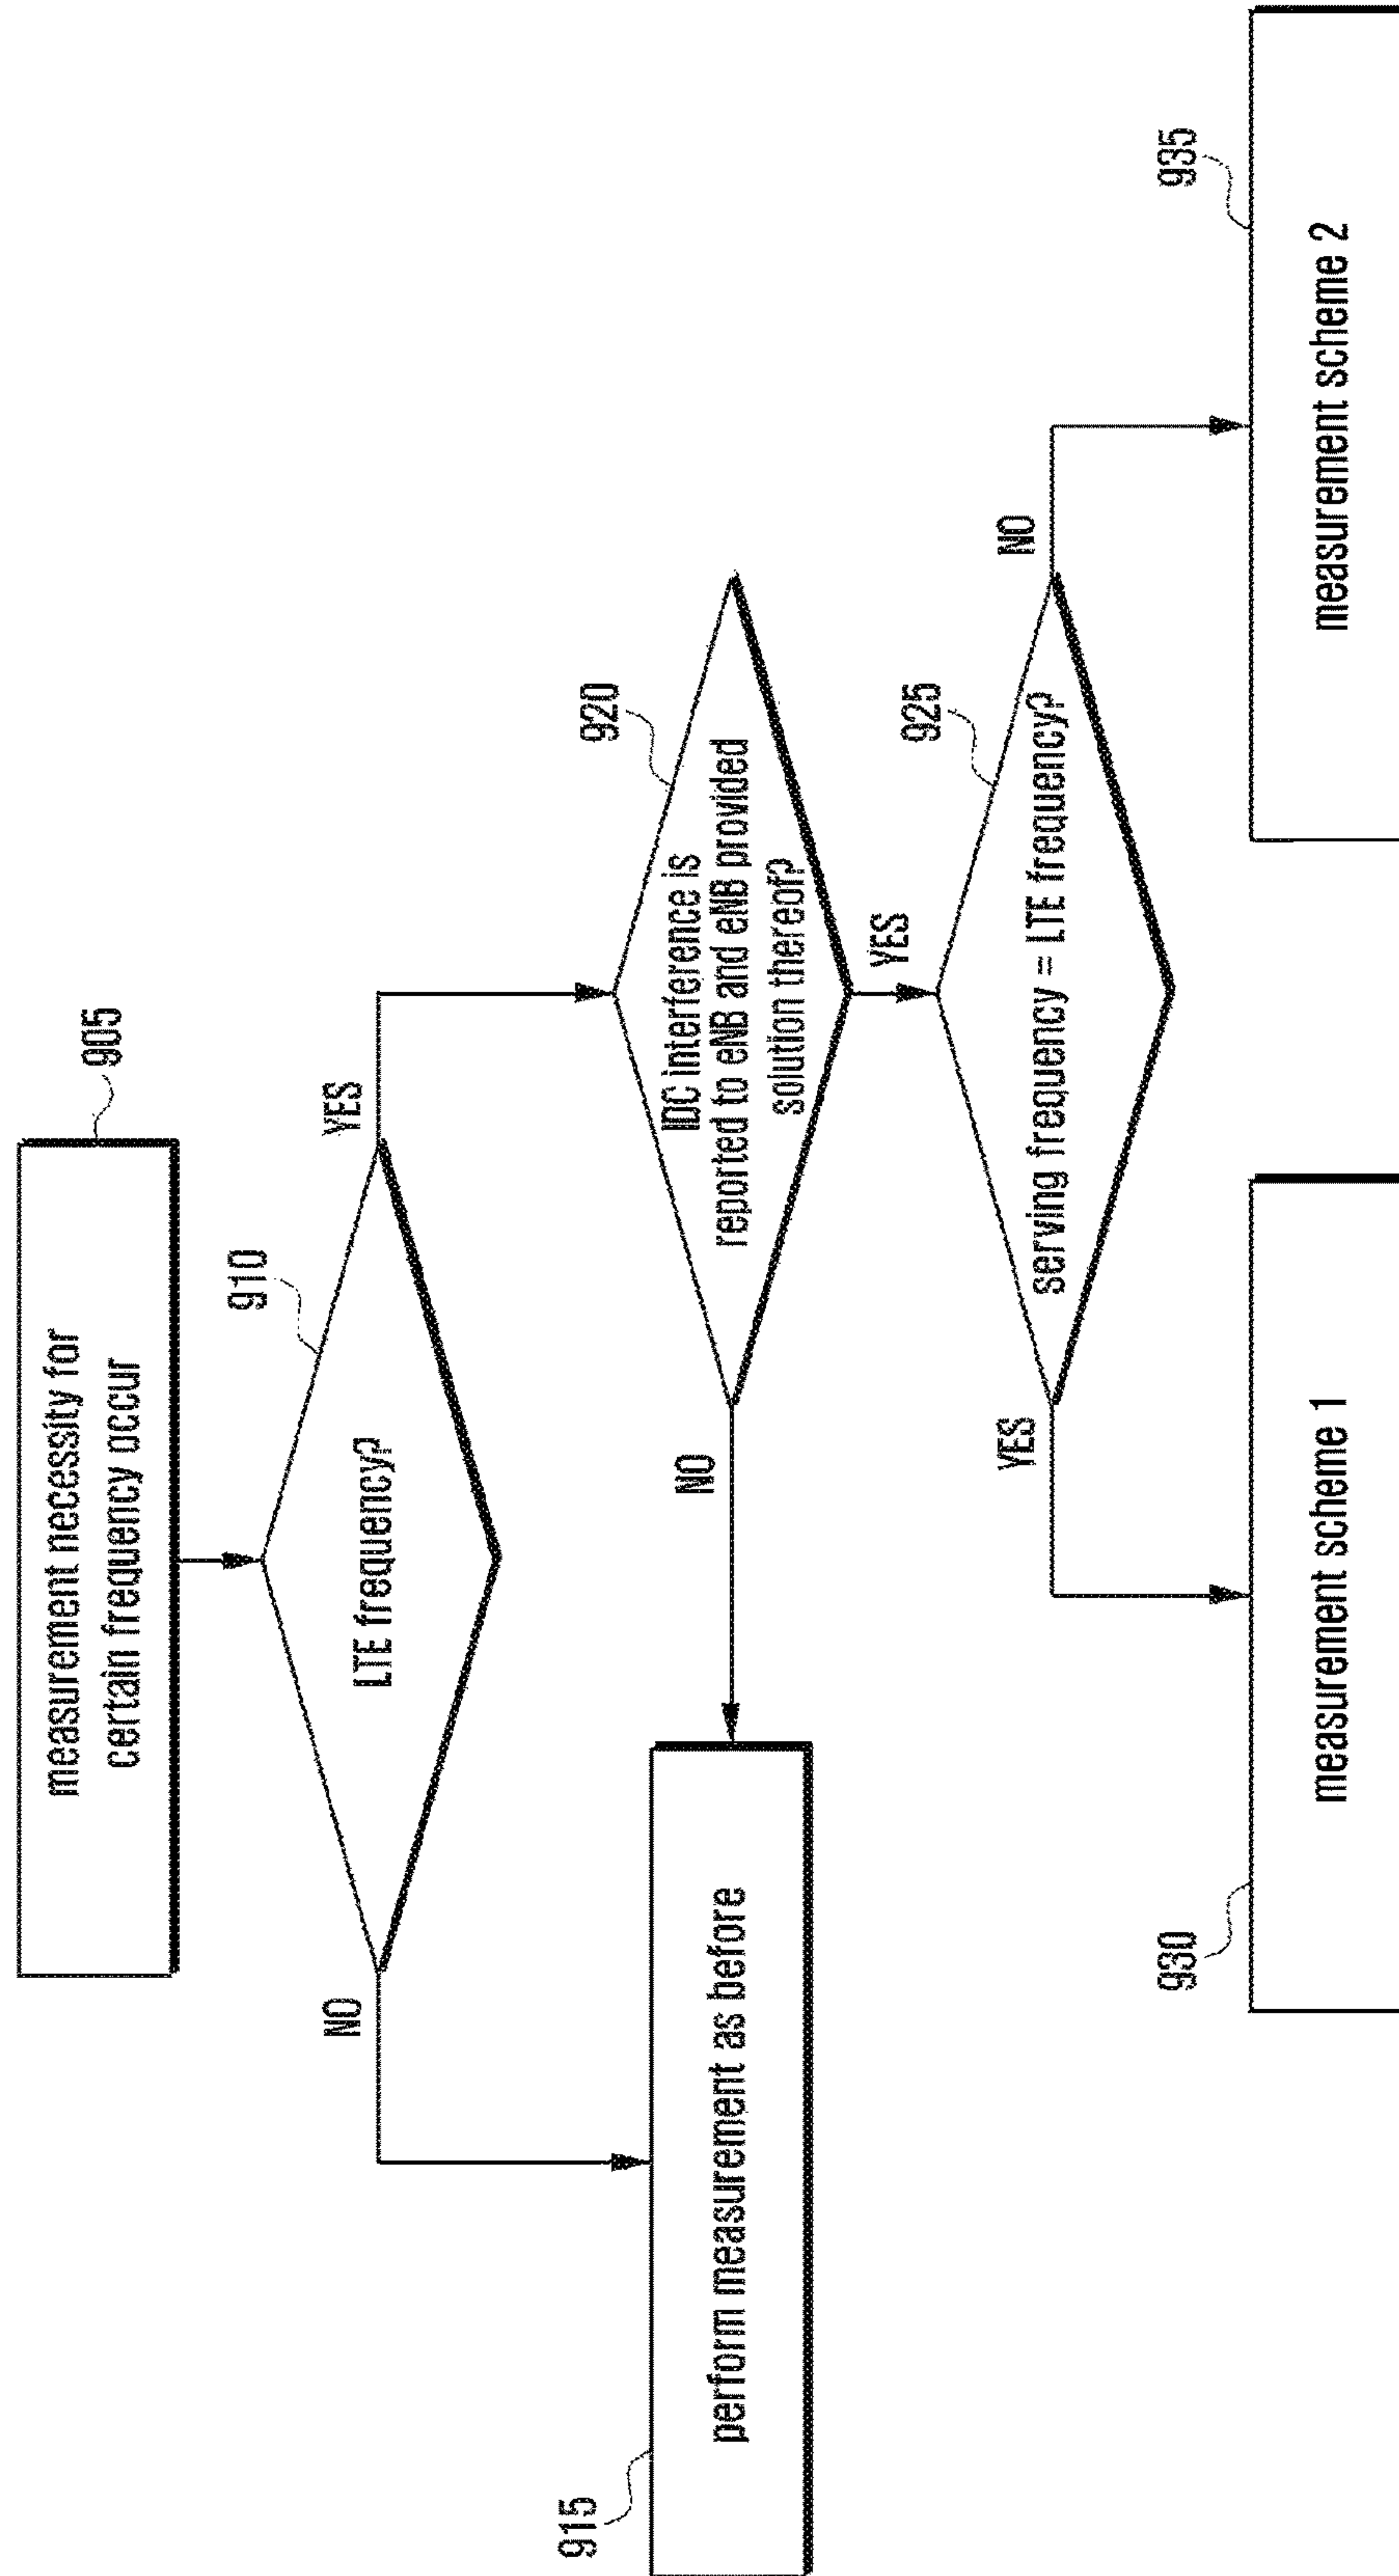 905
measurement necessity for
certain frequency occur
910
LTE frequency?
NO
YES
915
perform measurement as before
920
IDC interference is
reported to eNB and eNB provided
solution thereof?
NO
YES
925
serving frequency = LTE frequency?
YES
NO
930
measurement scheme 1
935
measurement scheme 2